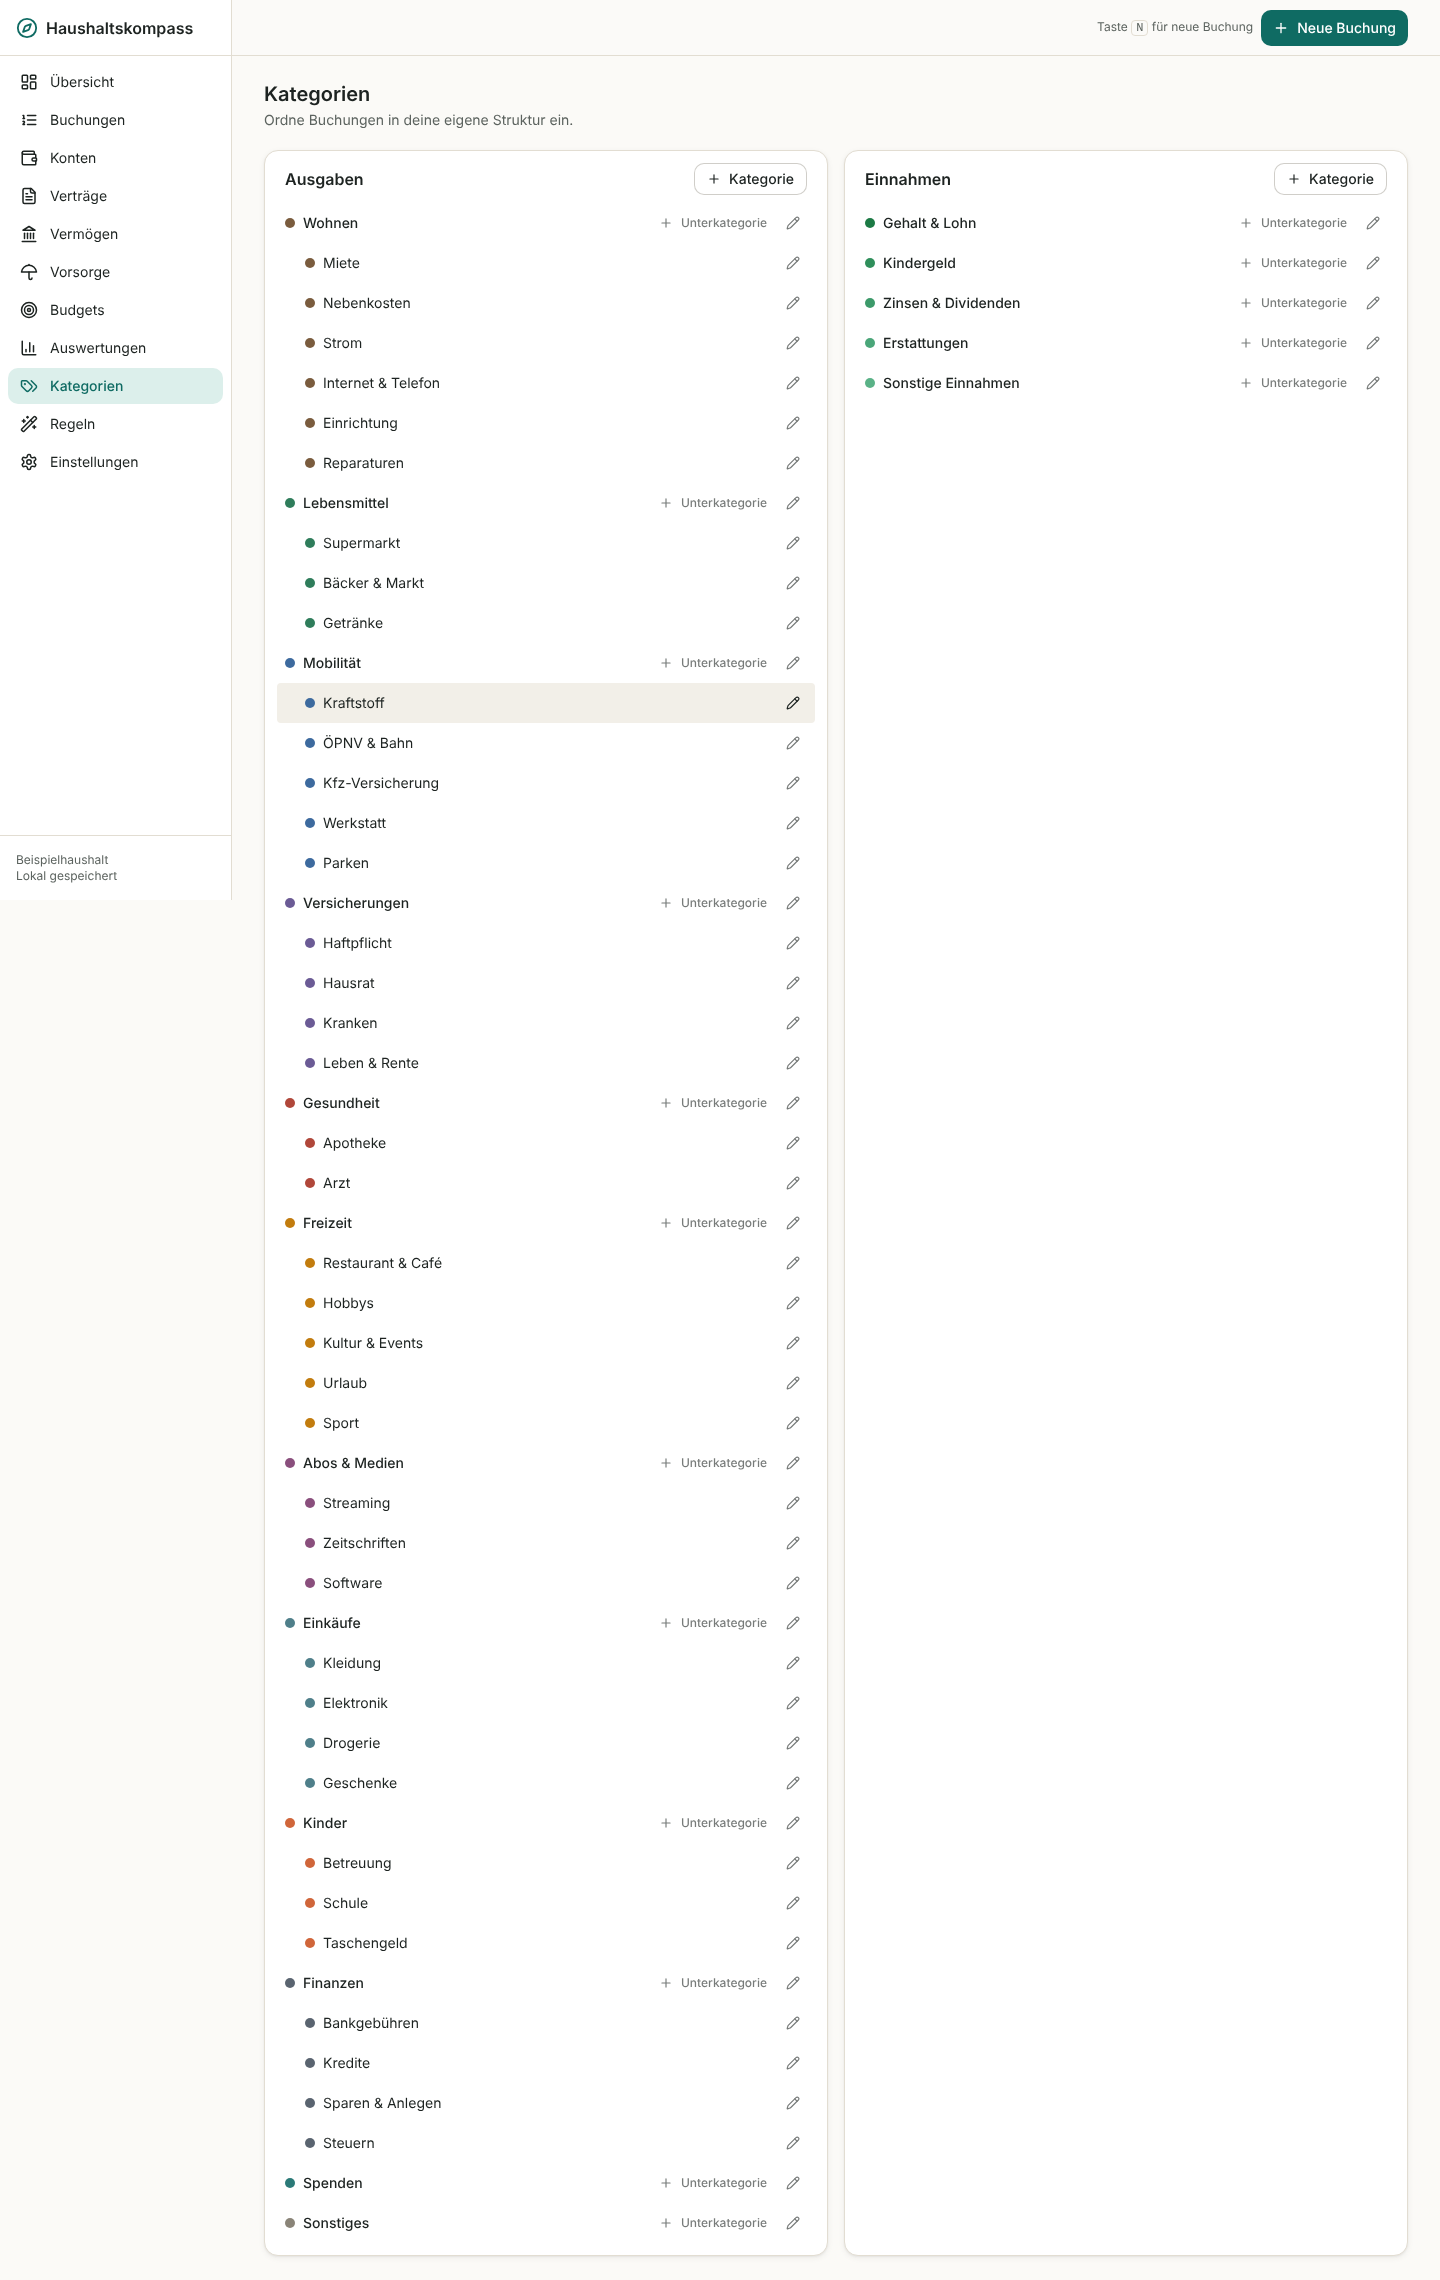 Haushaltskompass
Taste N für neue Buchung
Neue Buchung
Übersicht
Buchungen
Konten
Verträge
Vermögen
Vorsorge
Budgets
Auswertungen
Kategorien
Regeln
Einstellungen
Beispielhaushalt
Lokal gespeichert
Kategorien
Ordne Buchungen in deine eigene Struktur ein.
Ausgaben
Kategorie
Wohnen
Unterkategorie
Miete
Nebenkosten
Strom
Internet & Telefon
Einrichtung
Reparaturen
Lebensmittel
Unterkategorie
Supermarkt
Bäcker & Markt
Getränke
Mobilität
Unterkategorie
Kraftstoff
ÖPNV & Bahn
Kfz-Versicherung
Werkstatt
Parken
Versicherungen
Unterkategorie
Haftpflicht
Hausrat
Kranken
Leben & Rente
Gesundheit
Unterkategorie
Apotheke
Arzt
Freizeit
Unterkategorie
Restaurant & Café
Hobbys
Kultur & Events
Urlaub
Sport
Abos & Medien
Unterkategorie
Streaming
Zeitschriften
Software
Einkäufe
Unterkategorie
Kleidung
Elektronik
Drogerie
Geschenke
Kinder
Unterkategorie
Betreuung
Schule
Taschengeld
Finanzen
Unterkategorie
Bankgebühren
Kredite
Sparen & Anlegen
Steuern
Spenden
Unterkategorie
Sonstiges
Unterkategorie
Einnahmen
Kategorie
Gehalt & Lohn
Unterkategorie
Kindergeld
Unterkategorie
Zinsen & Dividenden
Unterkategorie
Erstattungen
Unterkategorie
Sonstige Einnahmen
Unterkategorie